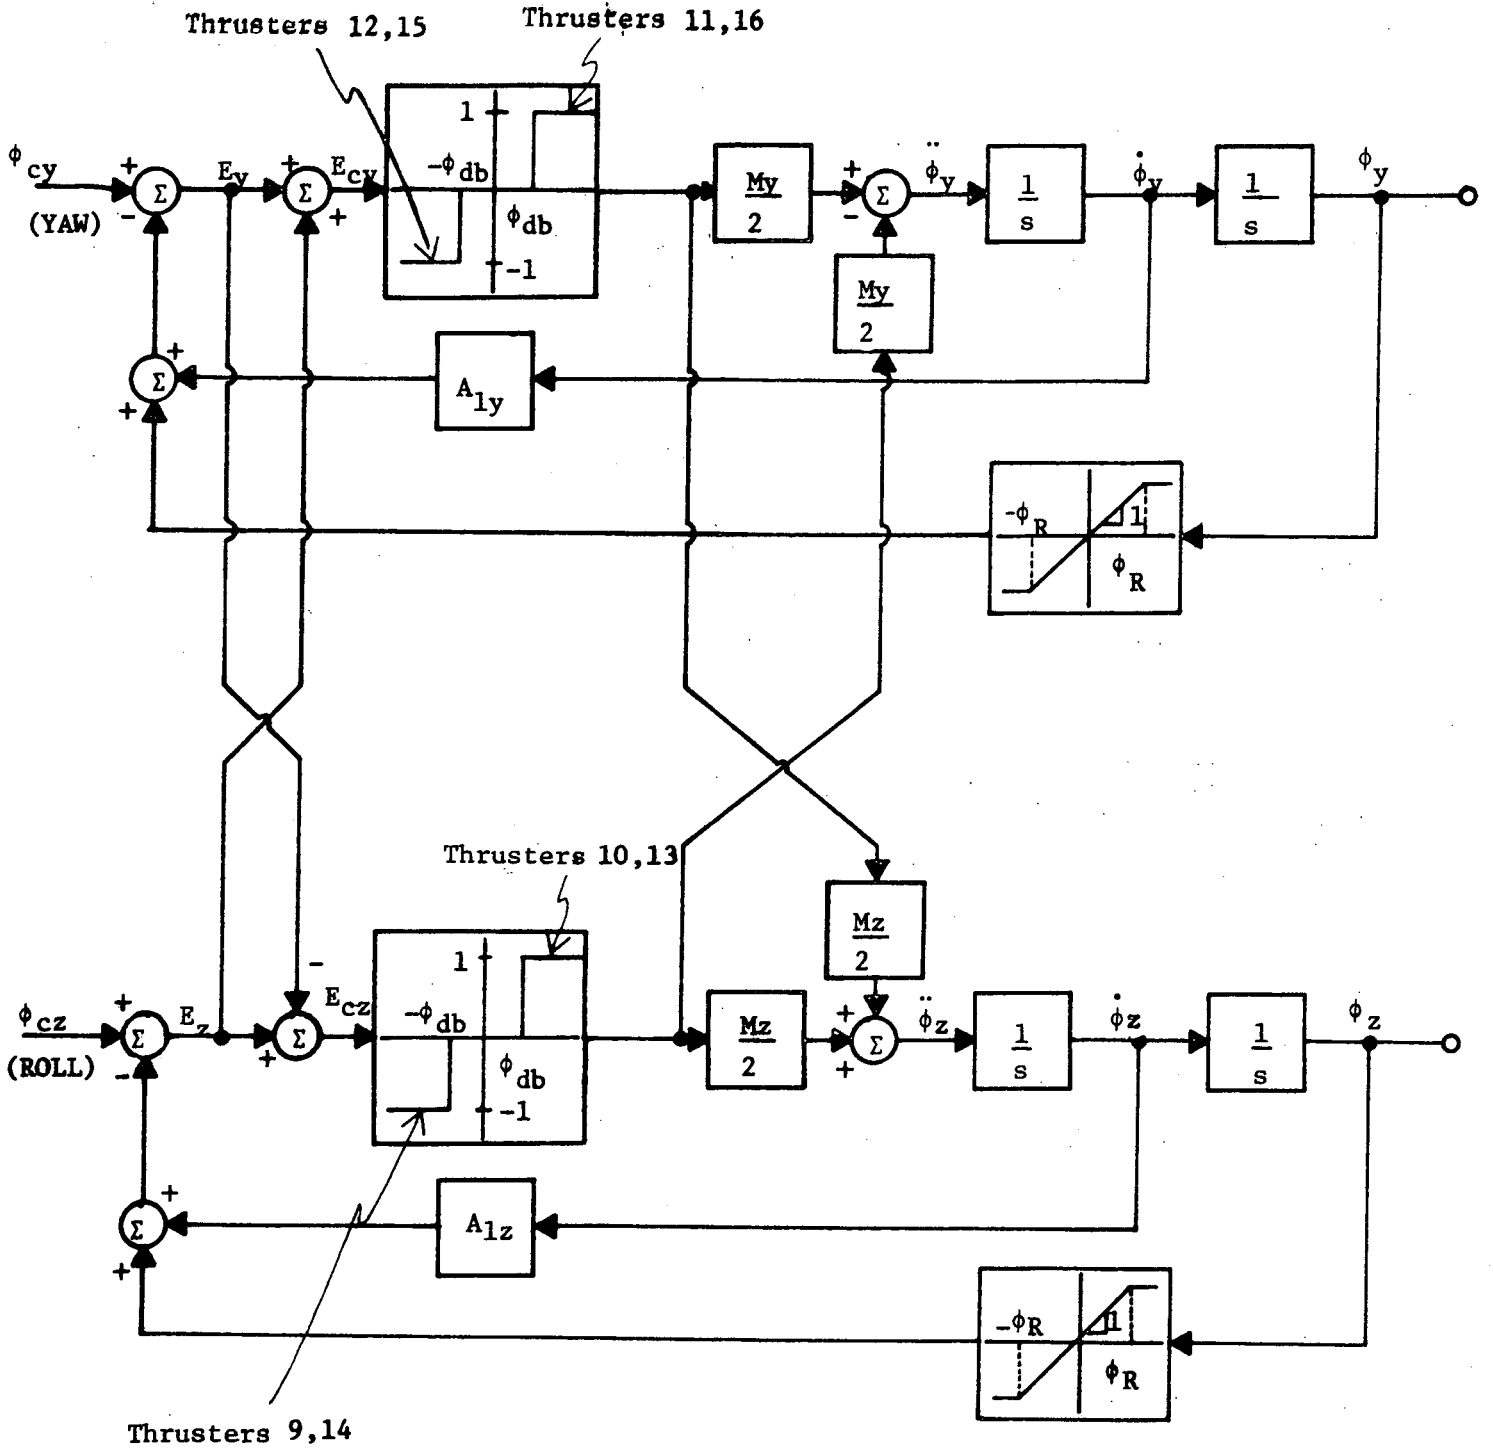 Thrusters 12,15
Thrusters 11,16
ϕcy
(YAW)
+
-
Σ
Ey
+
+
Σ
Ecy
1
-ϕdb
ϕdb
-1
My
2
+
-
Σ
ϕ̈y
1
s
ϕ̇y
1
s
ϕy
My
2
Σ
+
+
A1y
-ϕR
1
ϕR
Thrusters 10,13
ϕcz
(ROLL)
+
-
Σ
Ez
-
+
Σ
Ecz
1
-ϕdb
ϕdb
-1
Mz
2
Mz
2
+
+
Σ
ϕ̈z
1
s
ϕ̇z
1
s
ϕz
+
+
Σ
A1z
-ϕR
1
ϕR
Thrusters 9,14